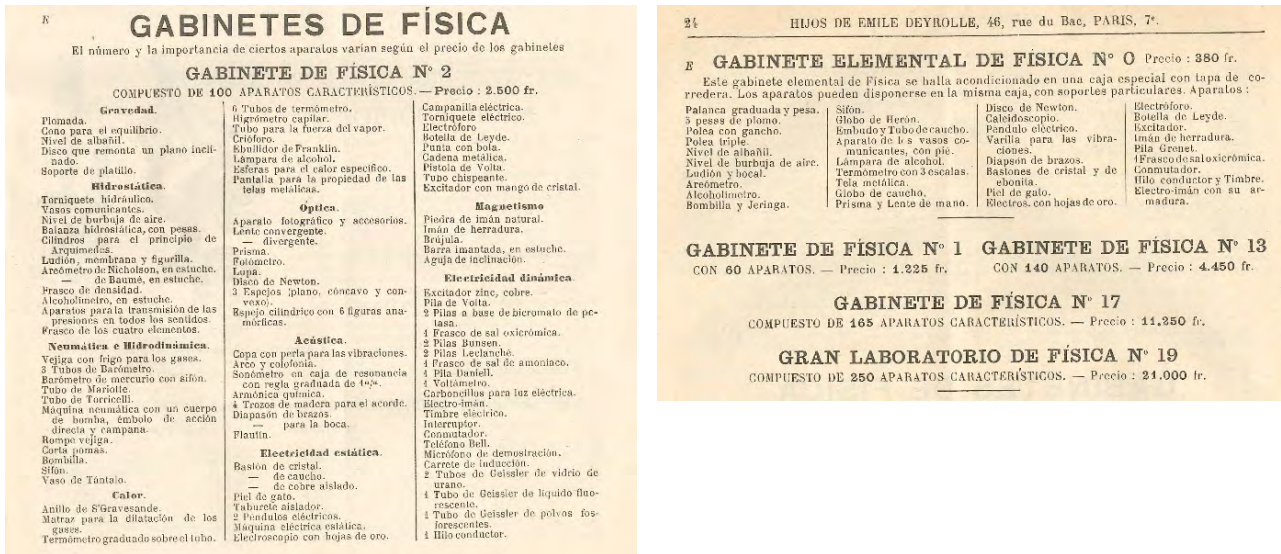 E
GABINETES DE FÍSICA
El número y la importancia de ciertos aparatos varían según el precio de los gabinetes
GABINETE DE FÍSICA Nº 2
COMPUESTO DE 100 APARATOS CARACTERÍSTICOS. — Precio : 2.500 fr.
Gravedad.
Plomada.
Cono para el equilibrio.
Nivel de albañil.
Disco que remonta un plano incli-
nado.
Soporte de platillo.
Hidrostática.
Torniquete hidráulico.
Vasos comunicantes.
Nivel de burbuja de aire.
Balanza hidrostática, con pesas.
Cilindros para el principio de
Arquímedes.
Ludión, membrana y figurilla.
Areómetro de Nicholson, en estuche.
— de Baumé, en estuche.
Frasco de densidad.
Alcoholímetro, en estuche.
Aparatos para la transmisión de las
presiones en todos los sentidos.
Frasco de los cuatro elementos.
Neumática e Hidrodinámica.
Vejiga con frigo para los gases.
3 Tubos de Barómetro.
Barómetro de mercurio con sifón.
Tubo de Mariotte.
Tubo de Torricelli.
Máquina neumática con un cuerpo
de bomba, émbolo de acción
directa y campana.
Rompe vejiga.
Corta pomas.
Bombilla.
Sifón.
Vaso de Tántalo.
Calor.
Anillo de S'Gravesande.
Matraz para la dilatación de los
gases.
Termómetro graduado sobre el tubo.
6 Tubos de termómetro.
Higrómetro capilar.
Tubo para la fuerza del vapor.
Crióforo.
Ebullidor de Franklin.
Lámpara de alcohol.
Esferas para el calor específico.
Pantalla para la propiedad de las
telas metálicas.
Óptica.
Aparato fotográfico y accesorios.
Lente convergente.
— divergente.
Prisma.
Fotómetro.
Lupa.
Disco de Newton.
3 Espejos (plano, cóncavo y con-
vexo).
Espejo cilíndrico con 6 figuras ana-
mórficas.
Acústica.
Copa con perla para las vibraciones.
Arco y colofonia.
Sonómetro en caja de resonancia
con regla graduada de 1 m/m.
Armónica química.
4 Trozos de madera para el acorde.
Diapasón de brazos.
— para la boca.
Flautín.
Electricidad estática.
Bastón de cristal.
— de caucho.
— de cobre aislado.
Piel de gato.
Taburete aislador.
2 Péndulos eléctricos.
Máquina eléctrica estática.
Electroscopio con hojas de oro.
Campanilla eléctrica.
Torniquete eléctrico.
Electróforo
Botella de Leyde.
Punta con bola.
Cadena metálica.
Pistola de Volta.
Tubo chispeante.
Excitador con mango de cristal.
Magnetismo
Piedra de imán natural.
Imán de herradura.
Brújula.
Barra imantada, en estuche.
Aguja de inclinación.
Electricidad dinámica.
Excitador zinc, cobre.
Pila de Volta.
2 Pilas a base de bicromato de po-
tasa.
1 Frasco de sal oxicrómica.
2 Pilas Bunsen.
2 Pilas Leclanché.
1 Frasco de sal de amoníaco.
1 Pila Daniell.
1 Voltámetro.
Carboncillos para luz eléctrica.
Electro-imán.
Timbre eléctrico.
Interruptor.
Conmutador.
Teléfono Bell.
Micrófono de demostración.
Carrete de inducción.
2 Tubos de Geissler de vidrio de
urano.
1 Tubo de Geissler de líquido fluo-
rescente.
1 Tubo de Geissler de polvos fos-
forescentes.
1 Hilo conductor.
24 HIJOS DE EMILE DEYROLLE, 46, rue du Bac, PARIS, 7e.
E GABINETE ELEMENTAL DE FÍSICA Nº 0 Precio : 380 fr.
Este gabinete elemental de Física se halla acondicionado en una caja especial con tapa de co-
rredera. Los aparatos pueden disponerse en la misma caja, con soportes particulares. Aparatos :
Palanca graduada y pesa.
5 pesas de plomo.
Polea con gancho.
Polea triple.
Nivel de albañil.
Nivel de burbuja de aire.
Ludión y bocal.
Areómetro.
Alcoholímetro.
Bombilla y Jeringa.
Sifón.
Globo de Herón.
Embudo y Tubo de caucho.
Aparato de 4 s vasos co-
municantes, con pie.
Lámpara de alcohol.
Termómetro con 3 escalas.
Tela metálica.
Globo de caucho.
Prisma y Lente de mano.
Disco de Newton.
Caleidoscopio.
Péndulo eléctrico.
Varilla para las vibra-
ciones.
Diapsón de brazos.
Bastones de cristal y de
ebonita.
Piel de gato.
Electros. con hojas de oro.
Electróforo.
Botella de Leyde.
Excitador.
Imán de herradura.
Pila Grenet.
1 Frasco de sal oxicrómica.
Conmutador.
Hilo conductor y Timbre.
Electro-imán con su ar-
madura.
GABINETE DE FÍSICA Nº 1
CON 60 APARATOS. — Precio : 1.225 fr.
GABINETE DE FÍSICA Nº 13
CON 140 APARATOS. — Precio : 4.450 fr.
GABINETE DE FÍSICA Nº 17
COMPUESTO DE 165 APARATOS CARACTERÍSTICOS. — Precio : 11.250 fr.
GRAN LABORATORIO DE FÍSICA Nº 19
COMPUESTO DE 250 APARATOS CARACTERÍSTICOS. — Precio : 21.000 fr.